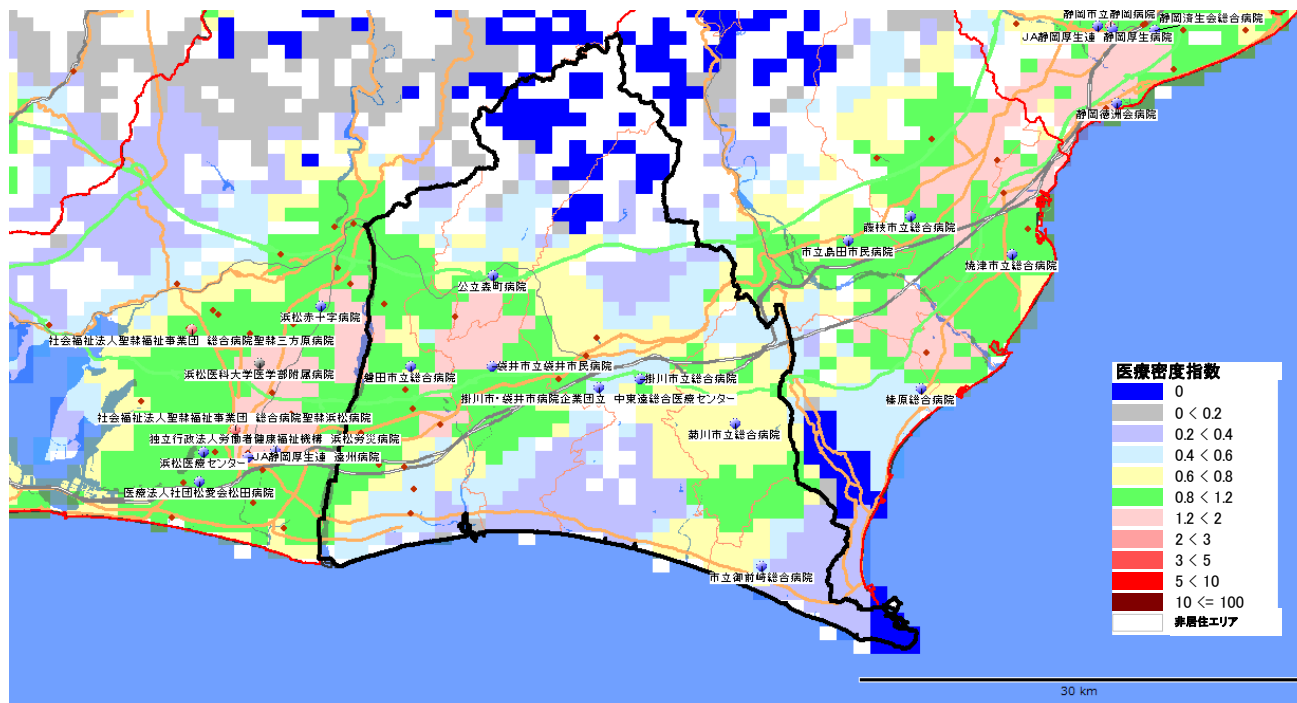 静岡市立静岡病院
静岡済生会総合病院
JA静岡厚生連 静岡厚生病院
静岡徳洲会病院
藤枝市立総合病院
市立島田市民病院
焼津市立総合病院
公立森町病院
浜松赤十字病院
社会福祉法人聖隷福祉事業団 総合病院聖隷三方原病院
浜松医科大学医学部附属病院
磐田市立総合病院
袋井市立袋井市民病院
掛川市立総合病院
掛川市・袋井病院企業団立 中東遠総合医療センター
榛原総合病院
社会福祉法人聖隷福祉事業団 総合病院聖隷浜松病院
独立行政法人労働者健康福祉機構 浜松労災病院
菊川市立総合病院
浜松医療センター
JA静岡厚生連 遠州病院
医療法人社団松愛会松田病院
市立御前崎総合病院
医療密度指数
0
0 < 0.2
0.2 < 0.4
0.4 < 0.6
0.6 < 0.8
0.8 < 1.2
1.2 < 2
2 < 3
3 < 5
5 < 10
10 <= 100
非居住エリア
30 km